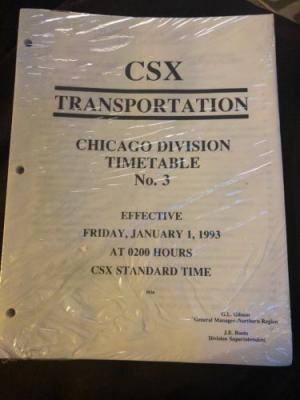 CSX
TRANSPORTATION
CHICAGO DIVISION
TIMETABLE
No. 3
EFFECTIVE
FRIDAY, JANUARY 1, 1993
AT 0200 HOURS
CSX STANDARD TIME
G.L. Gibson
General Manager-Northern Region
J.E.
Division Superintendent